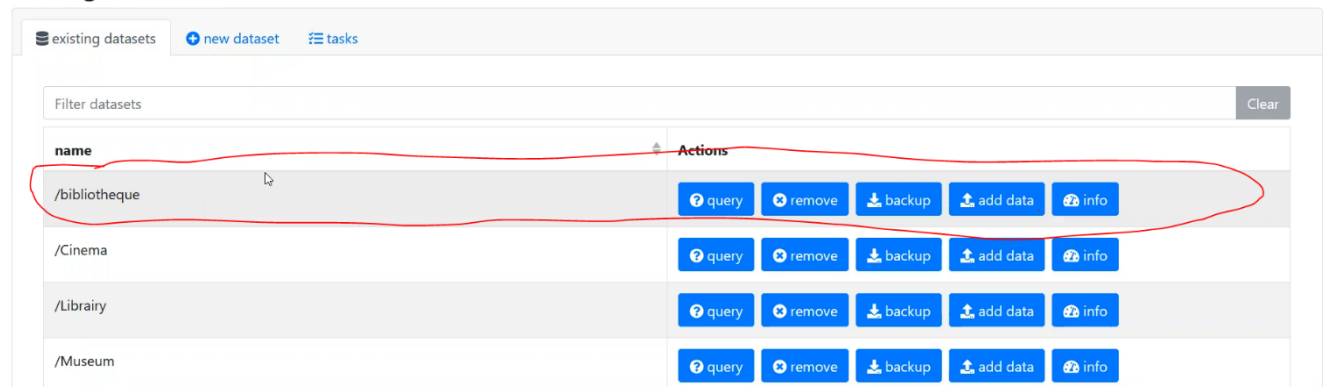 existing datasets new dataset tasks
Filter datasets Clear
name Actions
/bibliotheque query remove backup add data info
/Cinema query remove backup add data info
/Librairy query remove backup add data info
/Museum query remove backup add data info